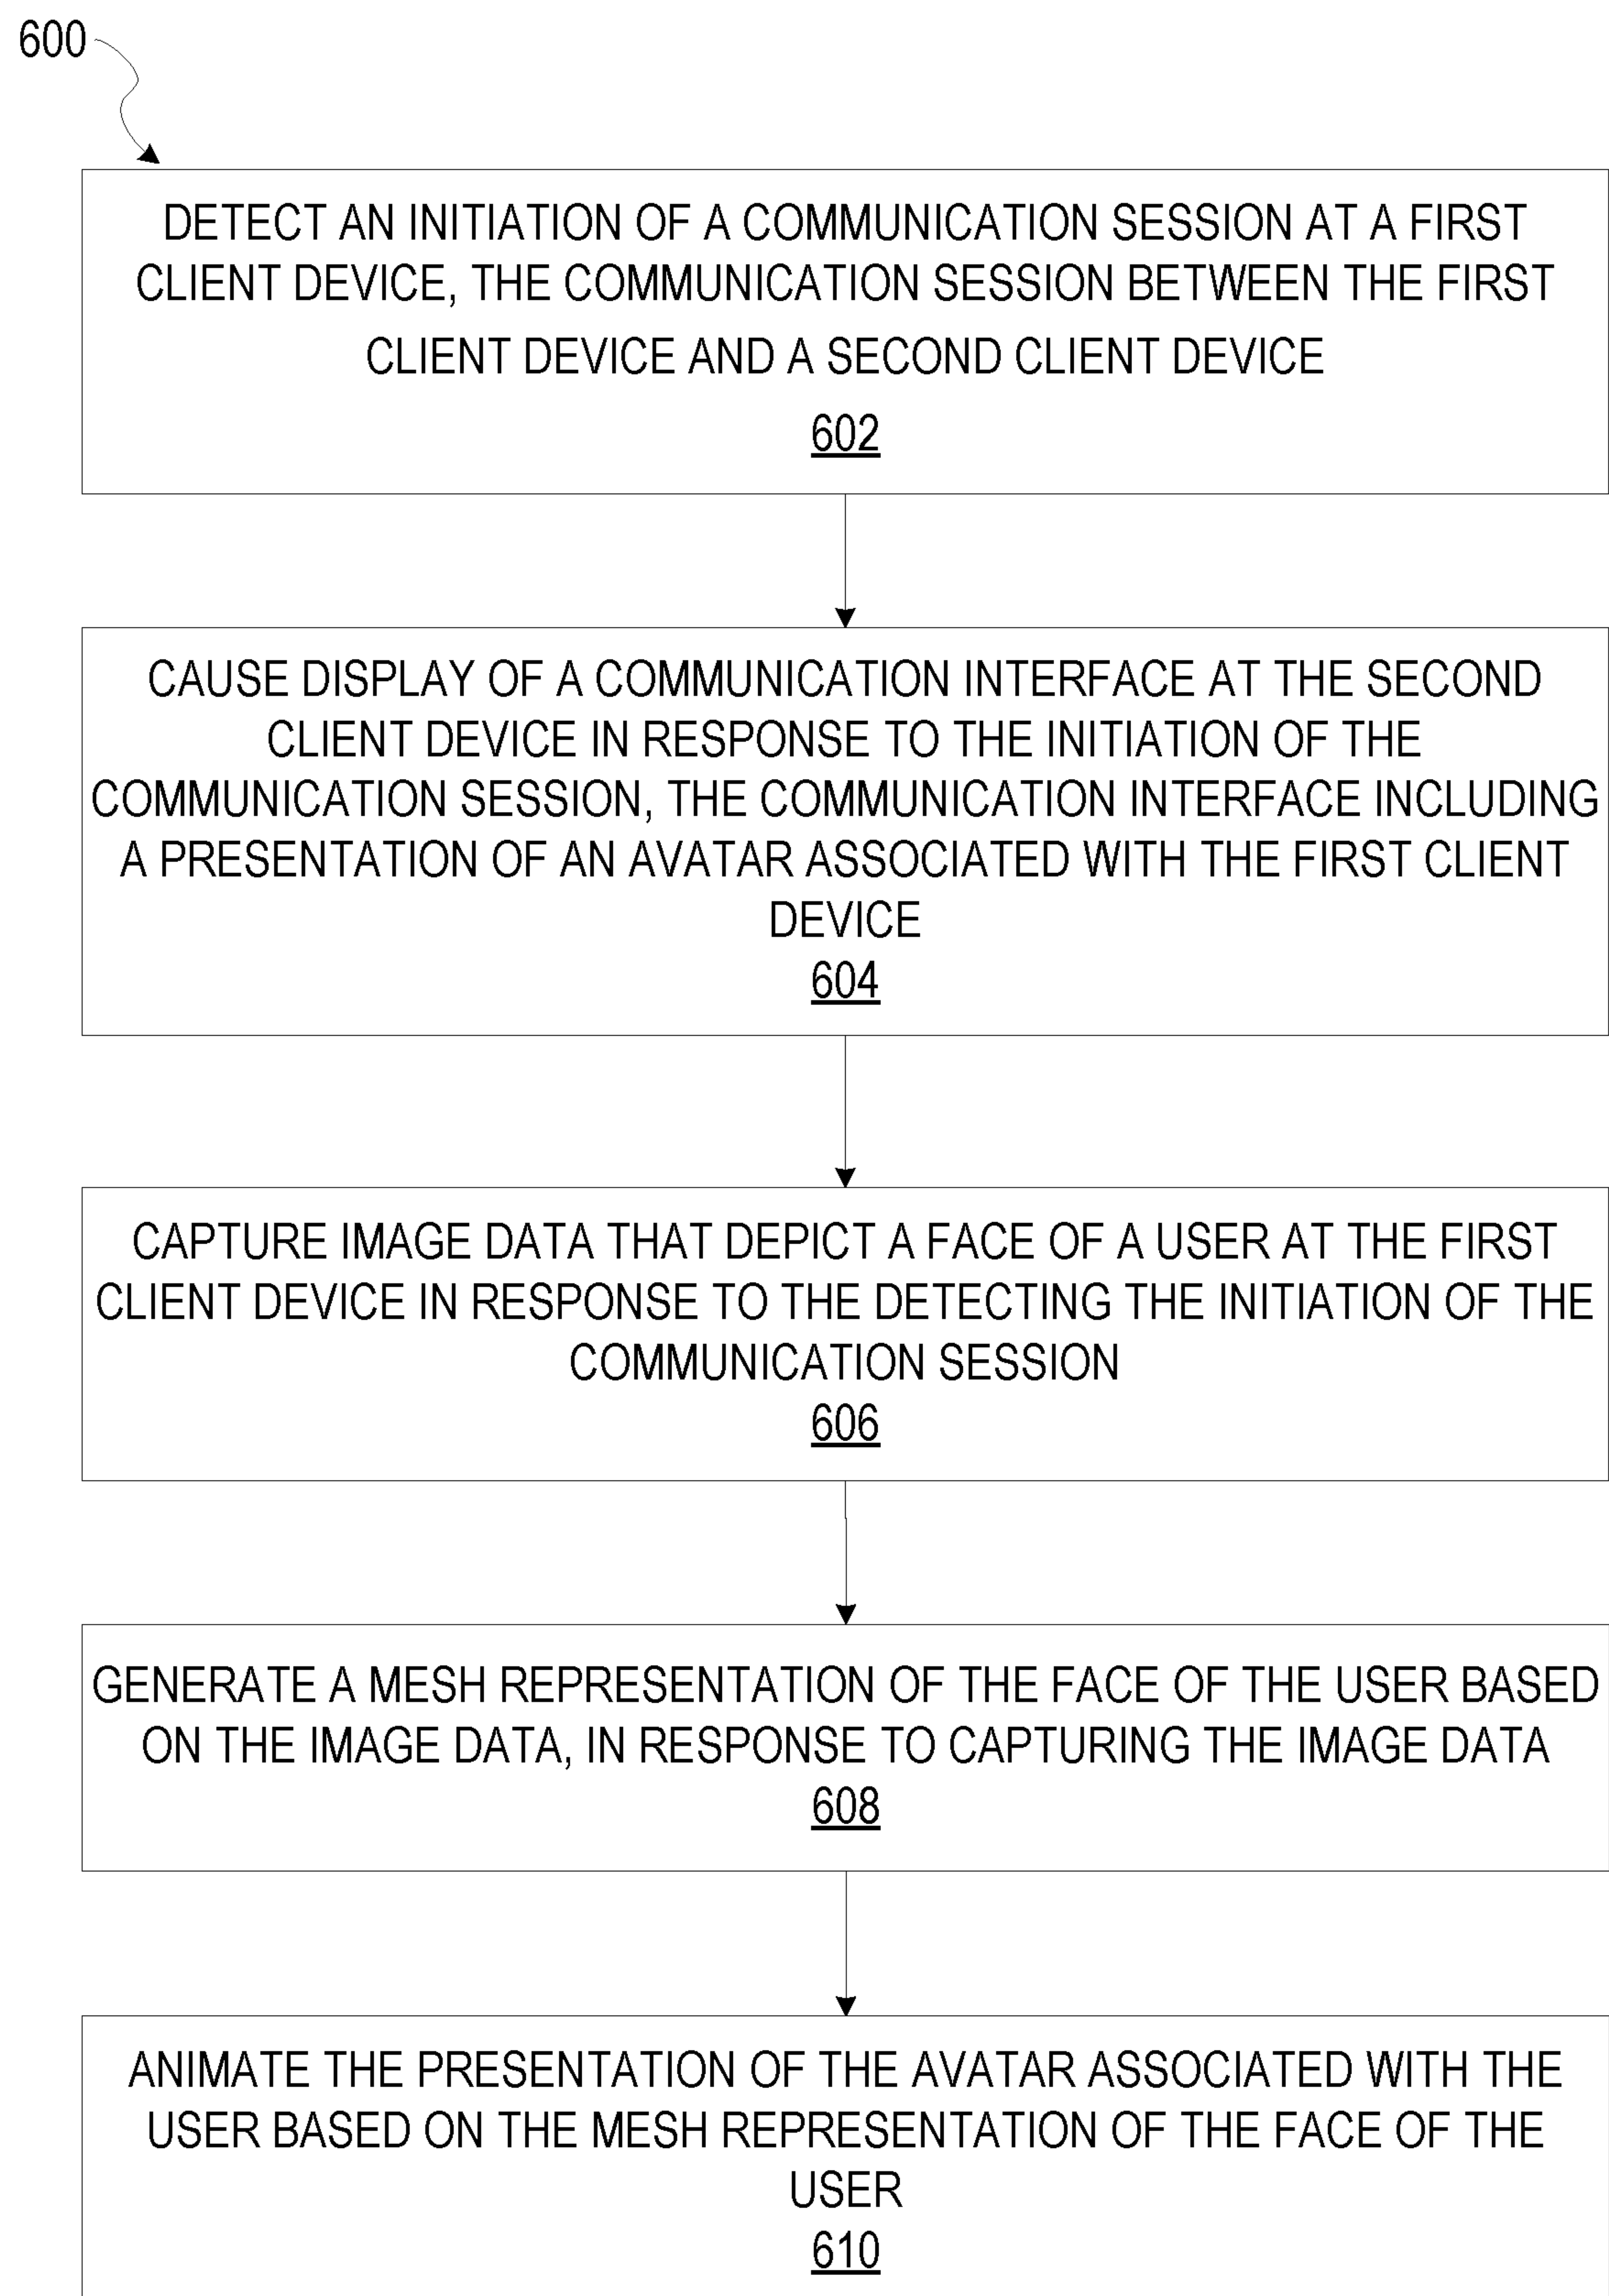 600
DETECT AN INITIATION OF A COMMUNICATION SESSION AT A FIRST
CLIENT DEVICE, THE COMMUNICATION SESSION BETWEEN THE FIRST
CLIENT DEVICE AND A SECOND CLIENT DEVICE
602
CAUSE DISPLAY OF A COMMUNICATION INTERFACE AT THE SECOND
CLIENT DEVICE IN RESPONSE TO THE INITIATION OF THE
COMMUNICATION SESSION, THE COMMUNICATION INTERFACE INCLUDING
A PRESENTATION OF AN AVATAR ASSOCIATED WITH THE FIRST CLIENT
DEVICE
604
CAPTURE IMAGE DATA THAT DEPICT A FACE OF A USER AT THE FIRST
CLIENT DEVICE IN RESPONSE TO THE DETECTING THE INITIATION OF THE
COMMUNICATION SESSION
606
GENERATE A MESH REPRESENTATION OF THE FACE OF THE USER BASED
ON THE IMAGE DATA, IN RESPONSE TO CAPTURING THE IMAGE DATA
608
ANIMATE THE PRESENTATION OF THE AVATAR ASSOCIATED WITH THE
USER BASED ON THE MESH REPRESENTATION OF THE FACE OF THE
USER
610